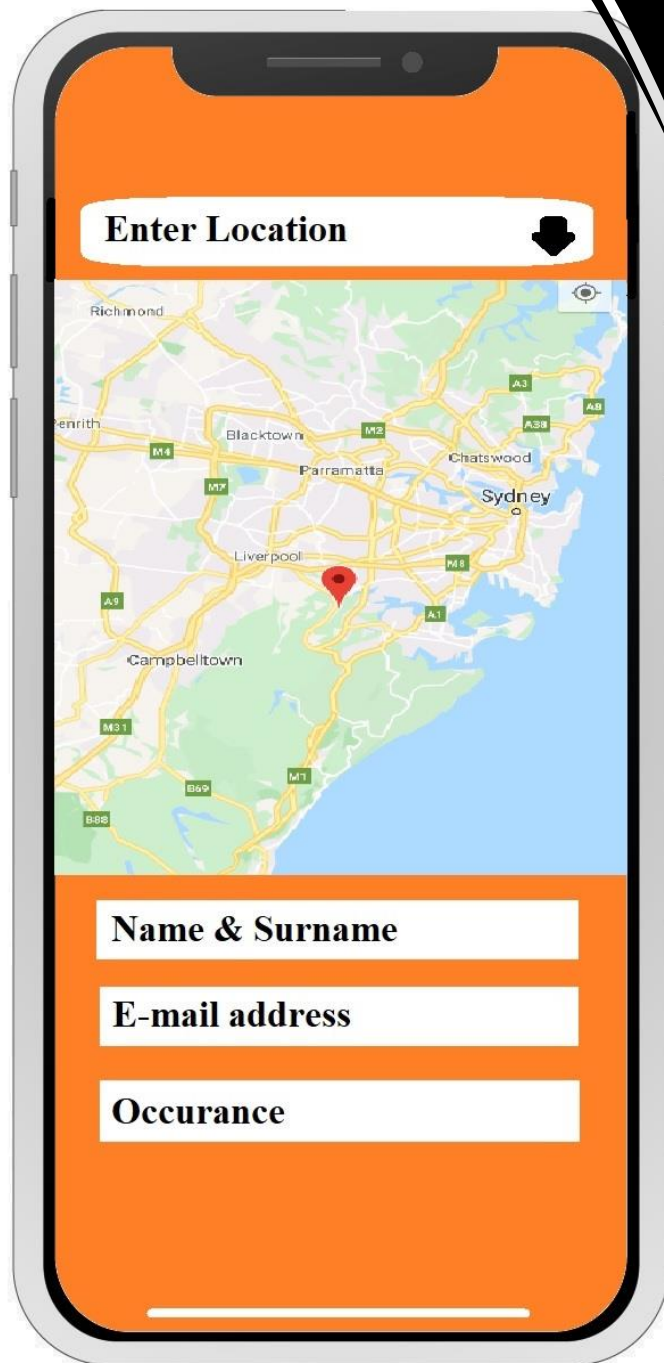 Enter Location
Richmond
A3
A8
enrith
A38
Blacktown
M2
M4
Chatswood
Parramatta
M7
Sydney
Liverpool
M8
A9
A1
Campbelltown
M31
M1
B69
B88
Name & Surname
E-mail address
Occurance